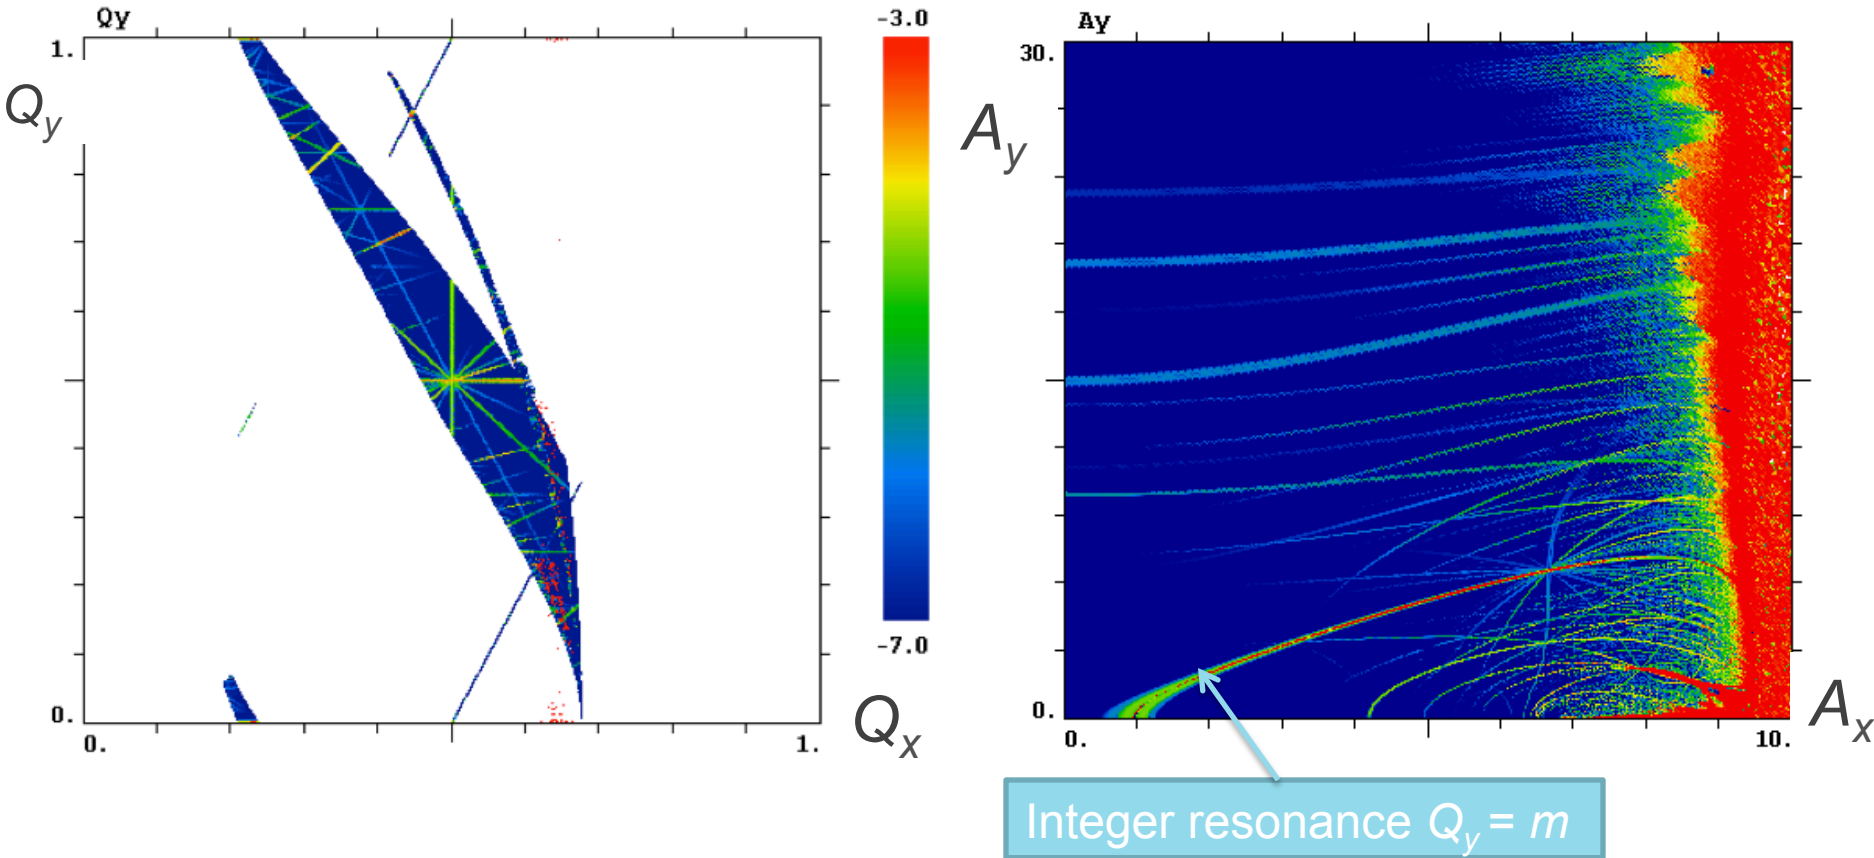 Qy
1.
Qy
0.
0.
1.
Qx
-3.0
-7.0
Ay
30.
Ay
0.
0.
10.
Ax
Integer resonance Qy = m